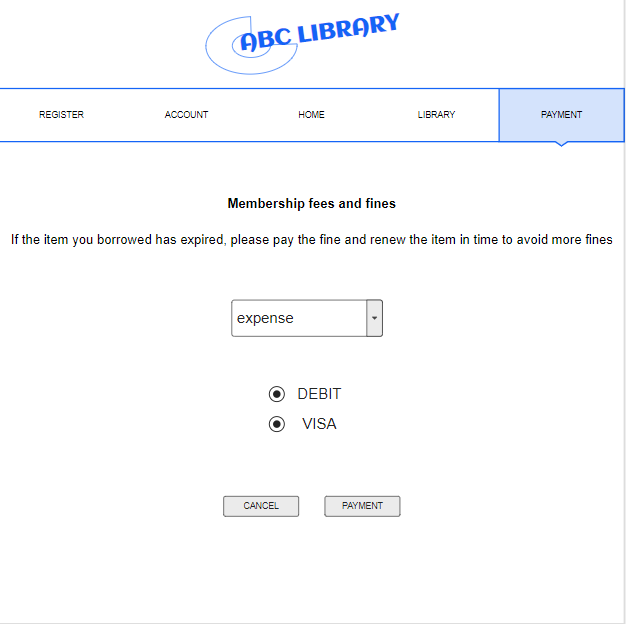 ABC LIBRARY
REGISTER ACCOUNT HOME LIBRARY PAYMENT
Membership fees and fines
If the item you borrowed has expired, please pay the fine and renew the item in time to avoid more fines
expense
DEBIT
VISA
CANCEL PAYMENT